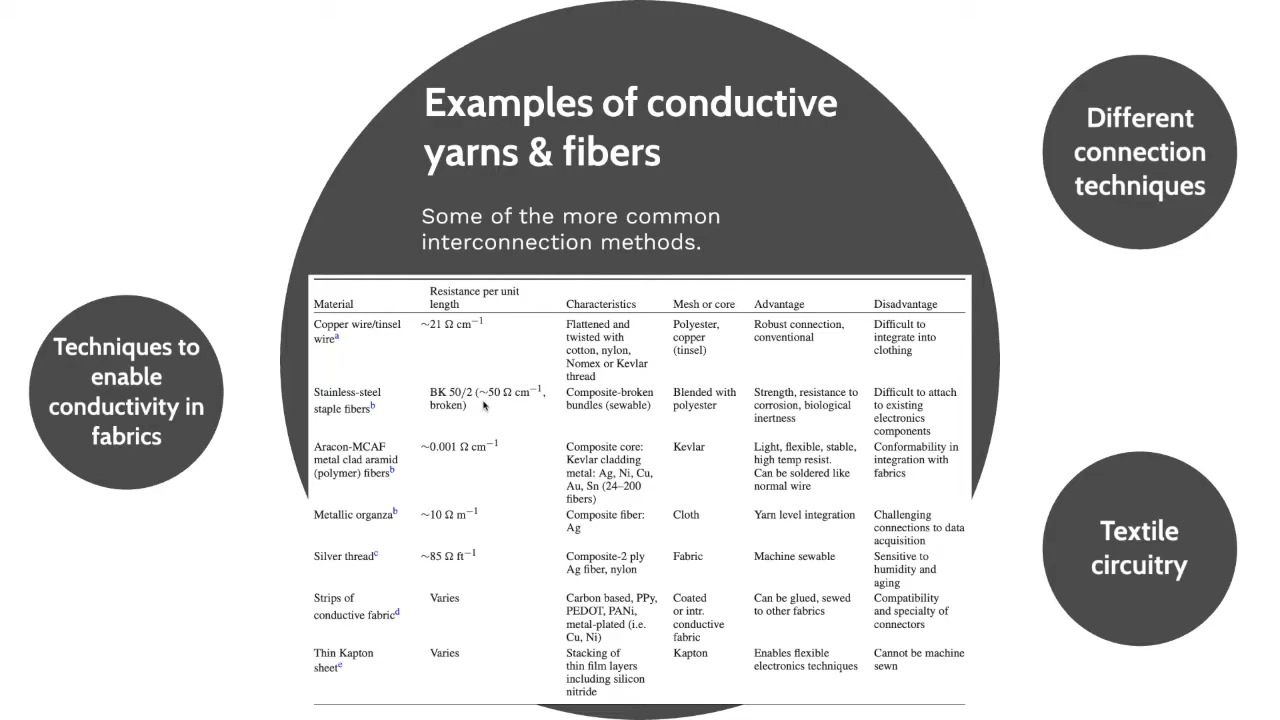 Examples of conductive
yarns & fibers
Some of the more common
interconnection methods.
Techniques to
enable
conductivity in
fabrics
Different
connection
techniques
Textile
circuitry
Material
Resistance per unit
length
Characteristics
Mesh or core
Advantage
Disadvantage
Copper wire/tinsel
wire^a
~21 Ω cm⁻¹
Flattened and
twisted with
cotton, nylon,
Nomex or Kevlar
thread
Polyester,
copper
(tinsel)
Robust connection,
conventional
Difficult to
integrate into
clothing
Stainless-steel
staple fibers^b
BK 50/2 (~50 Ω cm⁻¹,
broken)
Composite-broken
bundles (sewable)
Blended with
polyester
Strength, resistance to
corrosion, biological
inertness
Difficult to attach
to existing
electronics
components
Aracon-MCAF
metal clad aramid
(polymer) fibers^b
~0.001 Ω cm⁻¹
Composite core:
Kevlar cladding
metal: Ag, Ni, Cu,
Au, Sn (24–200
fibers)
Kevlar
Light, flexible, stable,
high temp resist.
Can be soldered like
normal wire
Conformability in
integration with
fabrics
Metallic organza^b
~10 Ω m⁻¹
Composite fiber:
Ag
Cloth
Yarn level integration
Challenging
connections to data
acquisition
Silver thread^c
~85 Ω ft⁻¹
Composite-2 ply
Ag fiber, nylon
Fabric
Machine sewable
Sensitive to
humidity and
aging
Strips of
conductive fabric^d
Varies
Carbon based, PPy,
PEDOT, PANi,
metal-plated (i.e.
Cu, Ni)
Coated
or intr.
conductive
fabric
Can be glued, sewed
to other fabrics
Compatibility
and specialty of
connectors
Thin Kapton
sheet^e
Varies
Stacking of
thin film layers
including silicon
nitride
Kapton
Enables flexible
electronics techniques
Cannot be machine
sewn